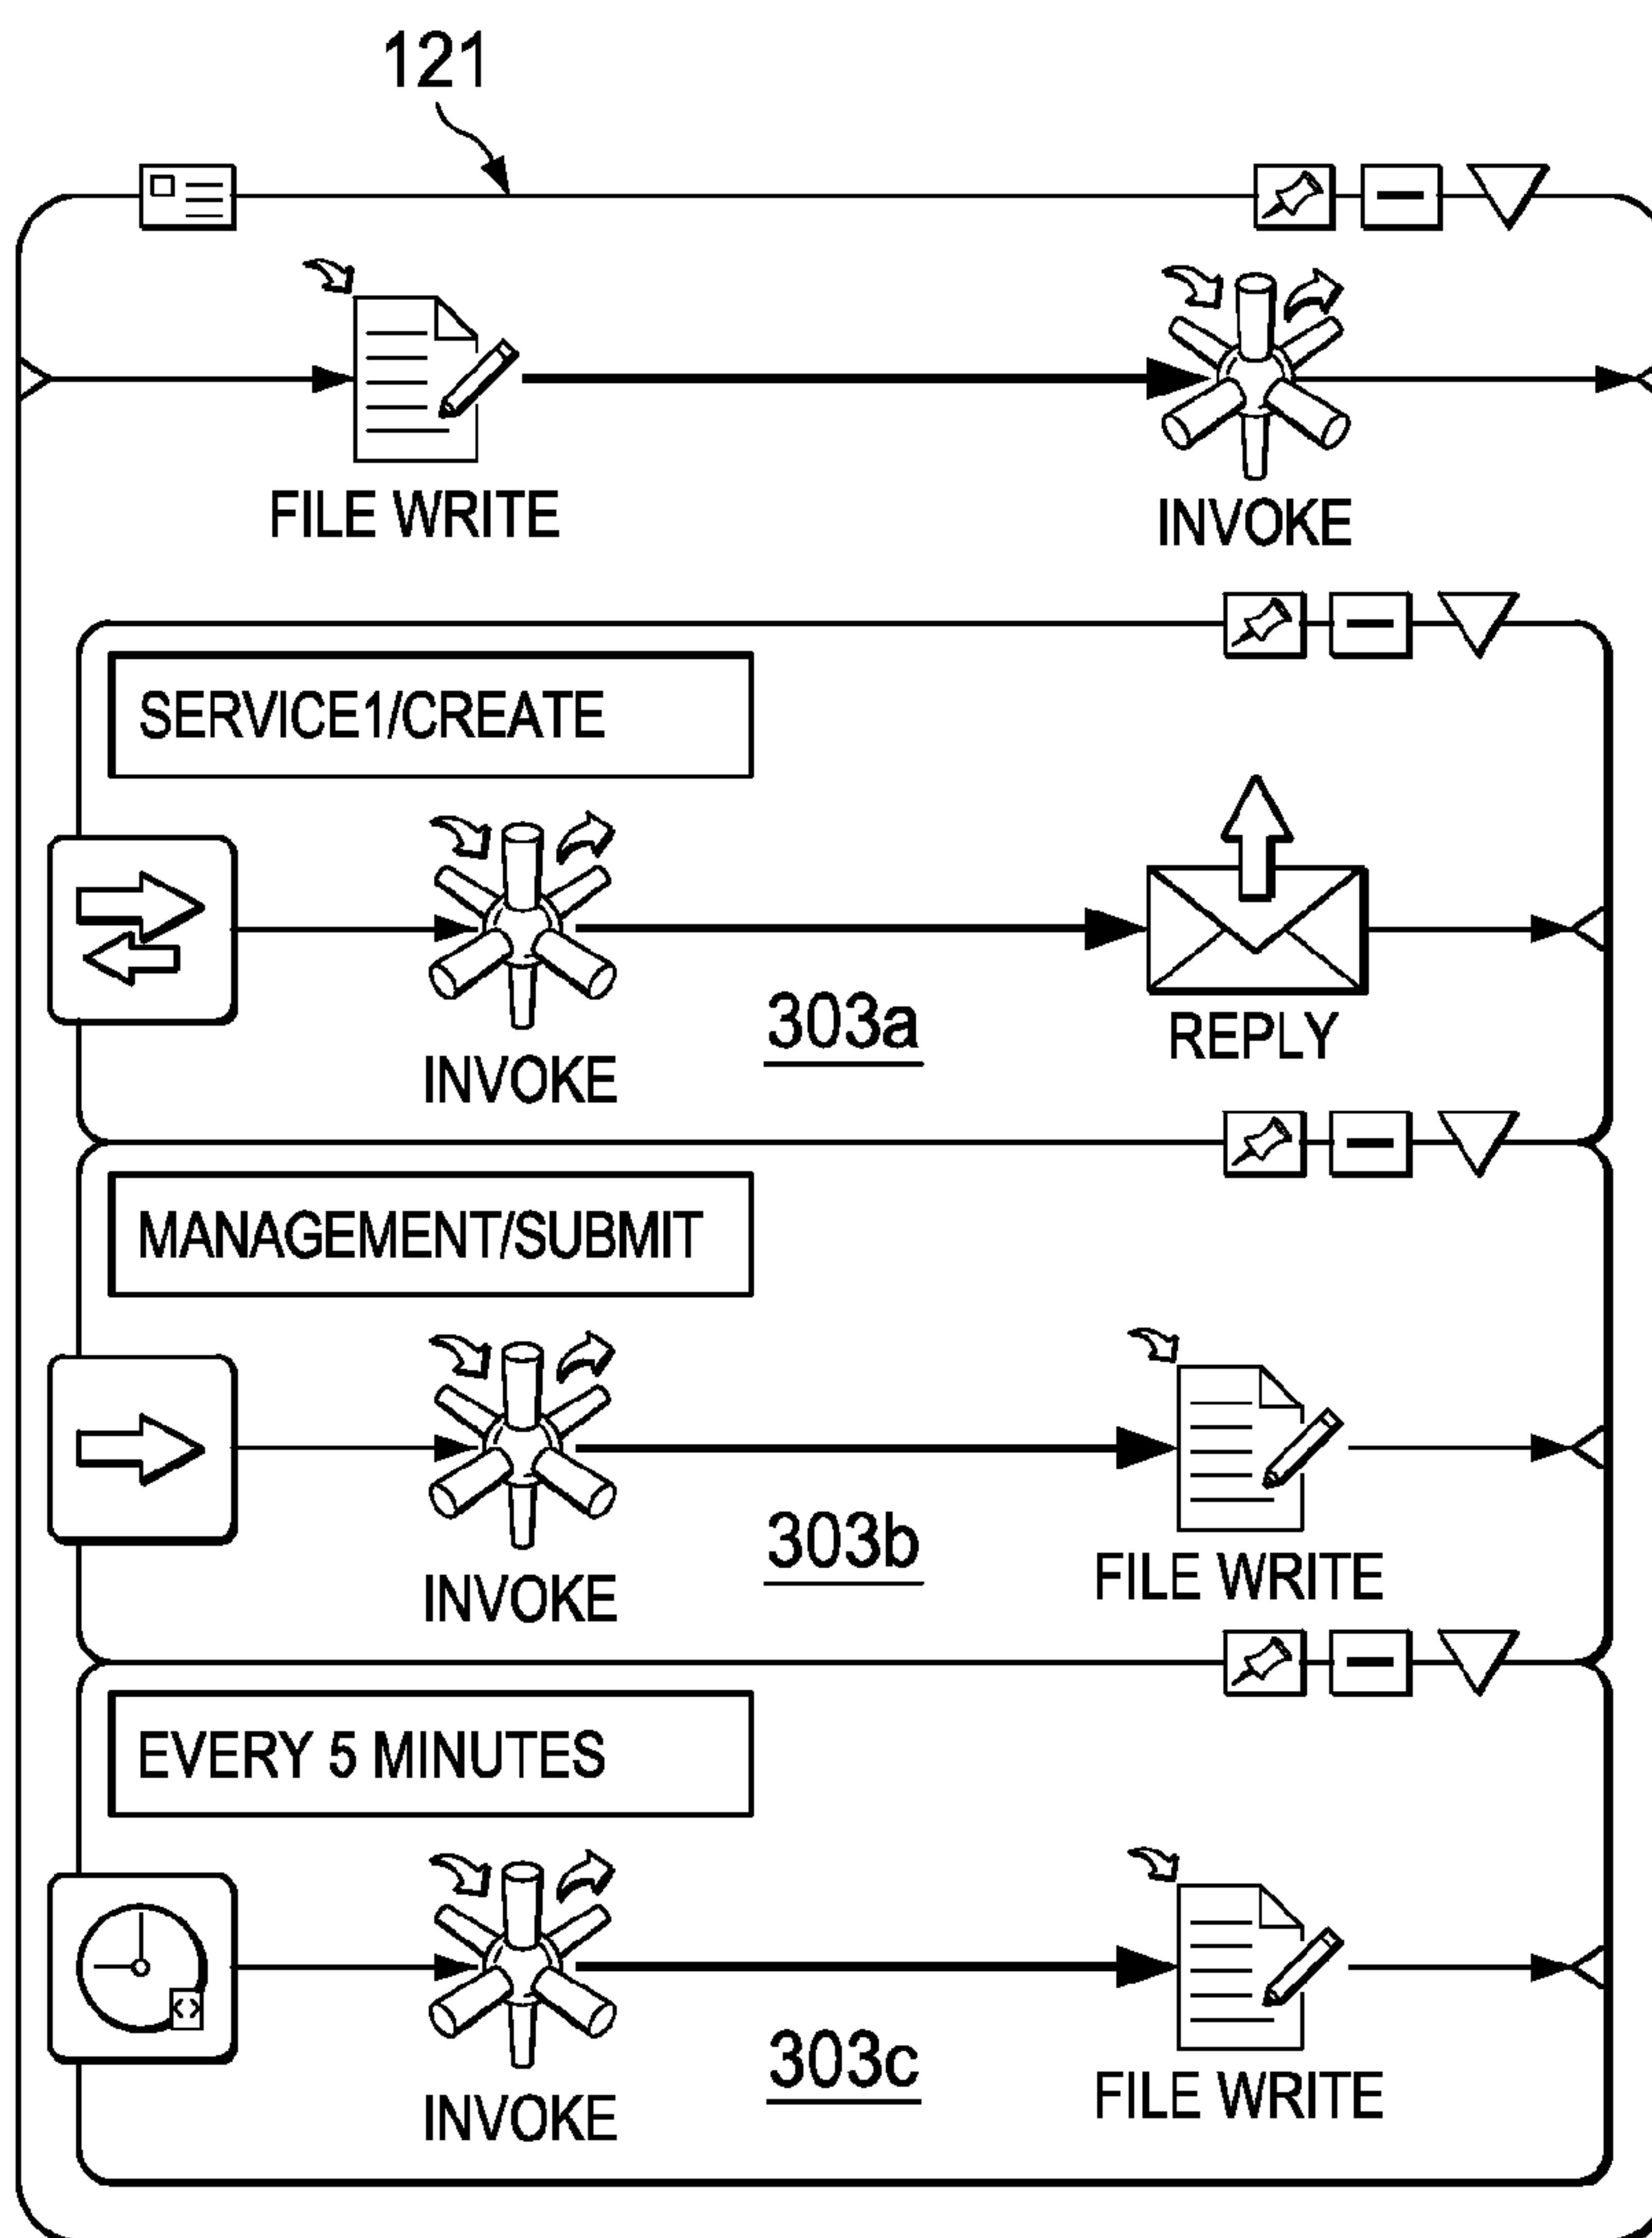 121
FILE WRITE
INVOKE
SERVICE1/CREATE
303a
REPLY
INVOKE
MANAGEMENT/SUBMIT
303b
FILE WRITE
INVOKE
EVERY 5 MINUTES
303c
FILE WRITE
INVOKE